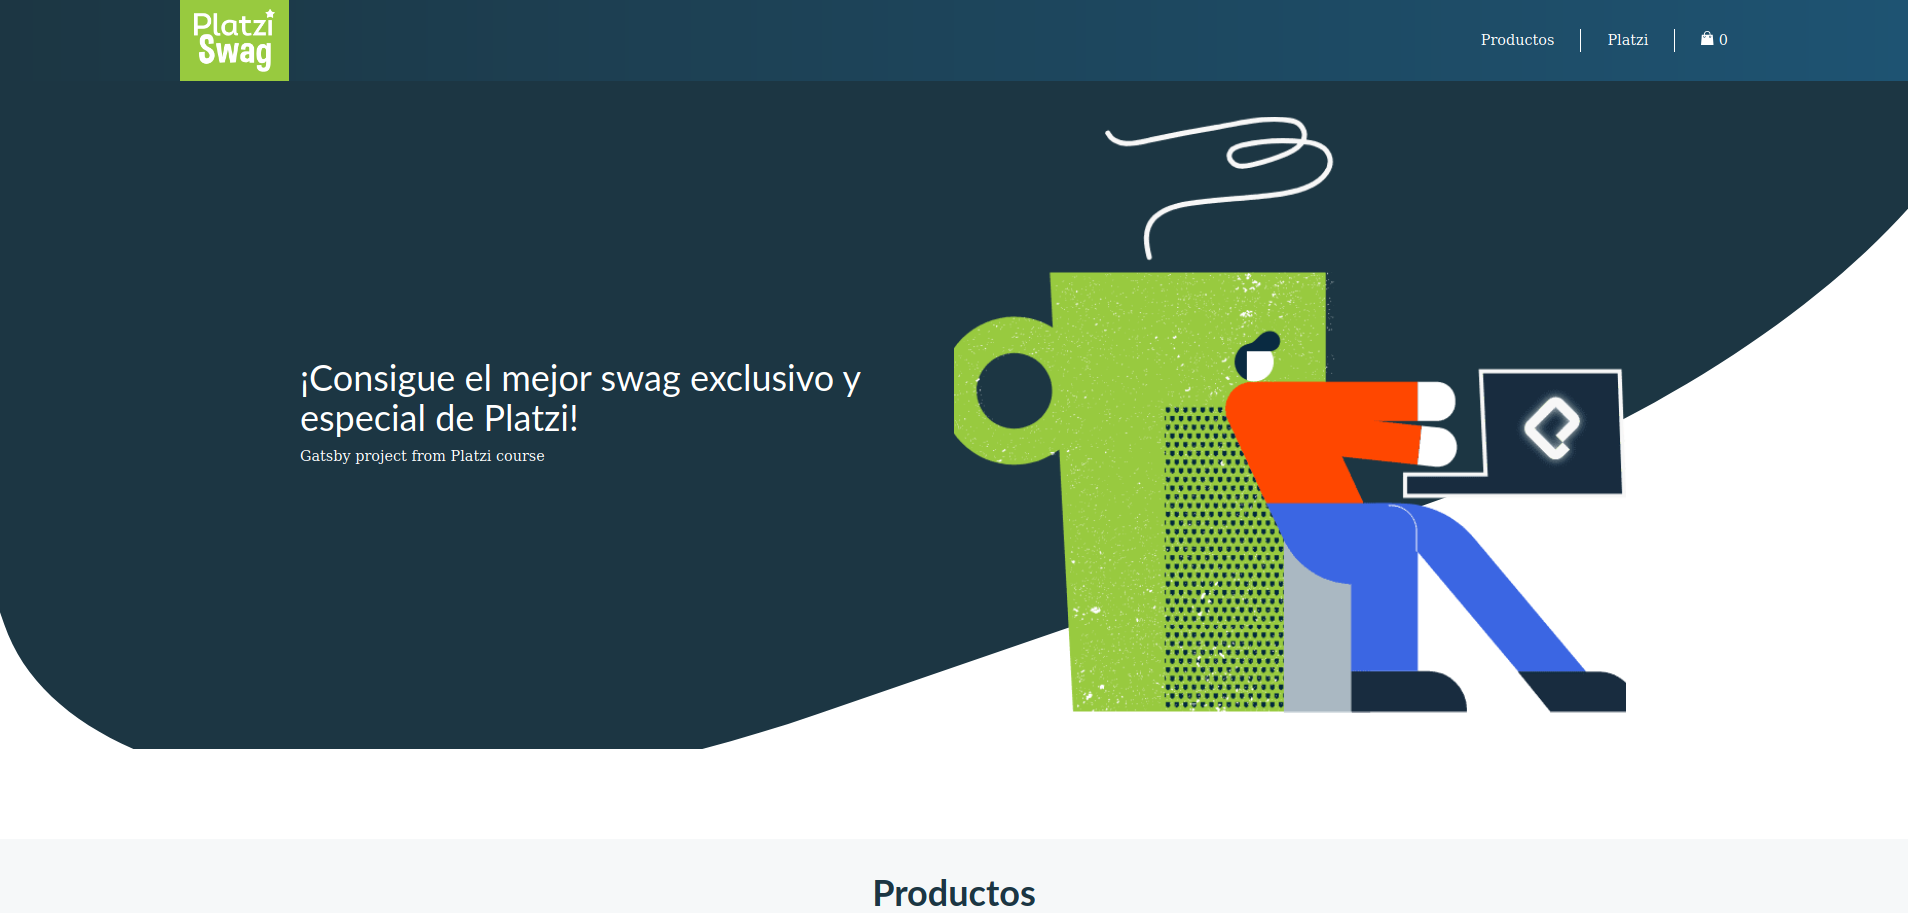 Platzi
Swag
Productos
Platzi
0
¡Consigue el mejor swag exclusivo y
especial de Platzi!
Gatsby project from Platzi course
Productos